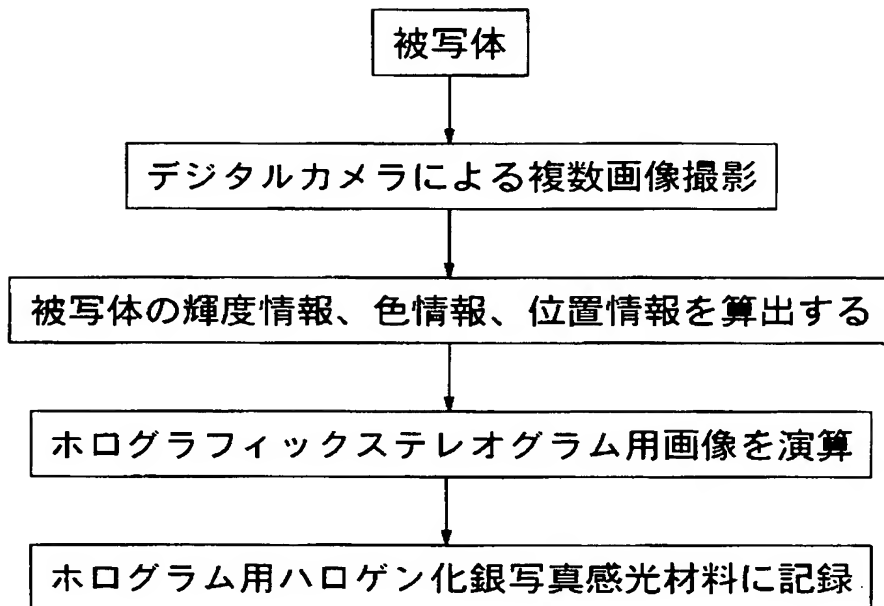 被写体
デジタルカメラによる複数画像撮影
被写体の輝度情報、色情報、位置情報を算出する
ホログラフィックステレオグラム用画像を演算
ホログラム用ハロゲン化銀写真感光材料に記録